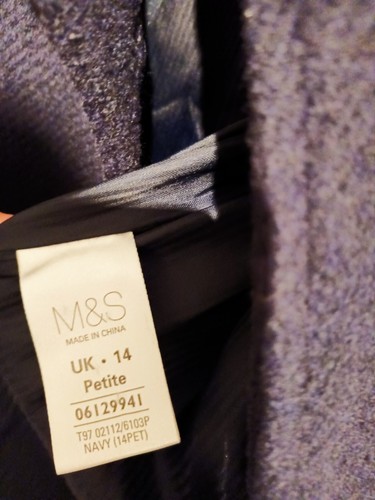 M&S
MADE IN CHINA
UK • 14
Petite
06129941
T97 02112/6103P
NAVY (14PET)